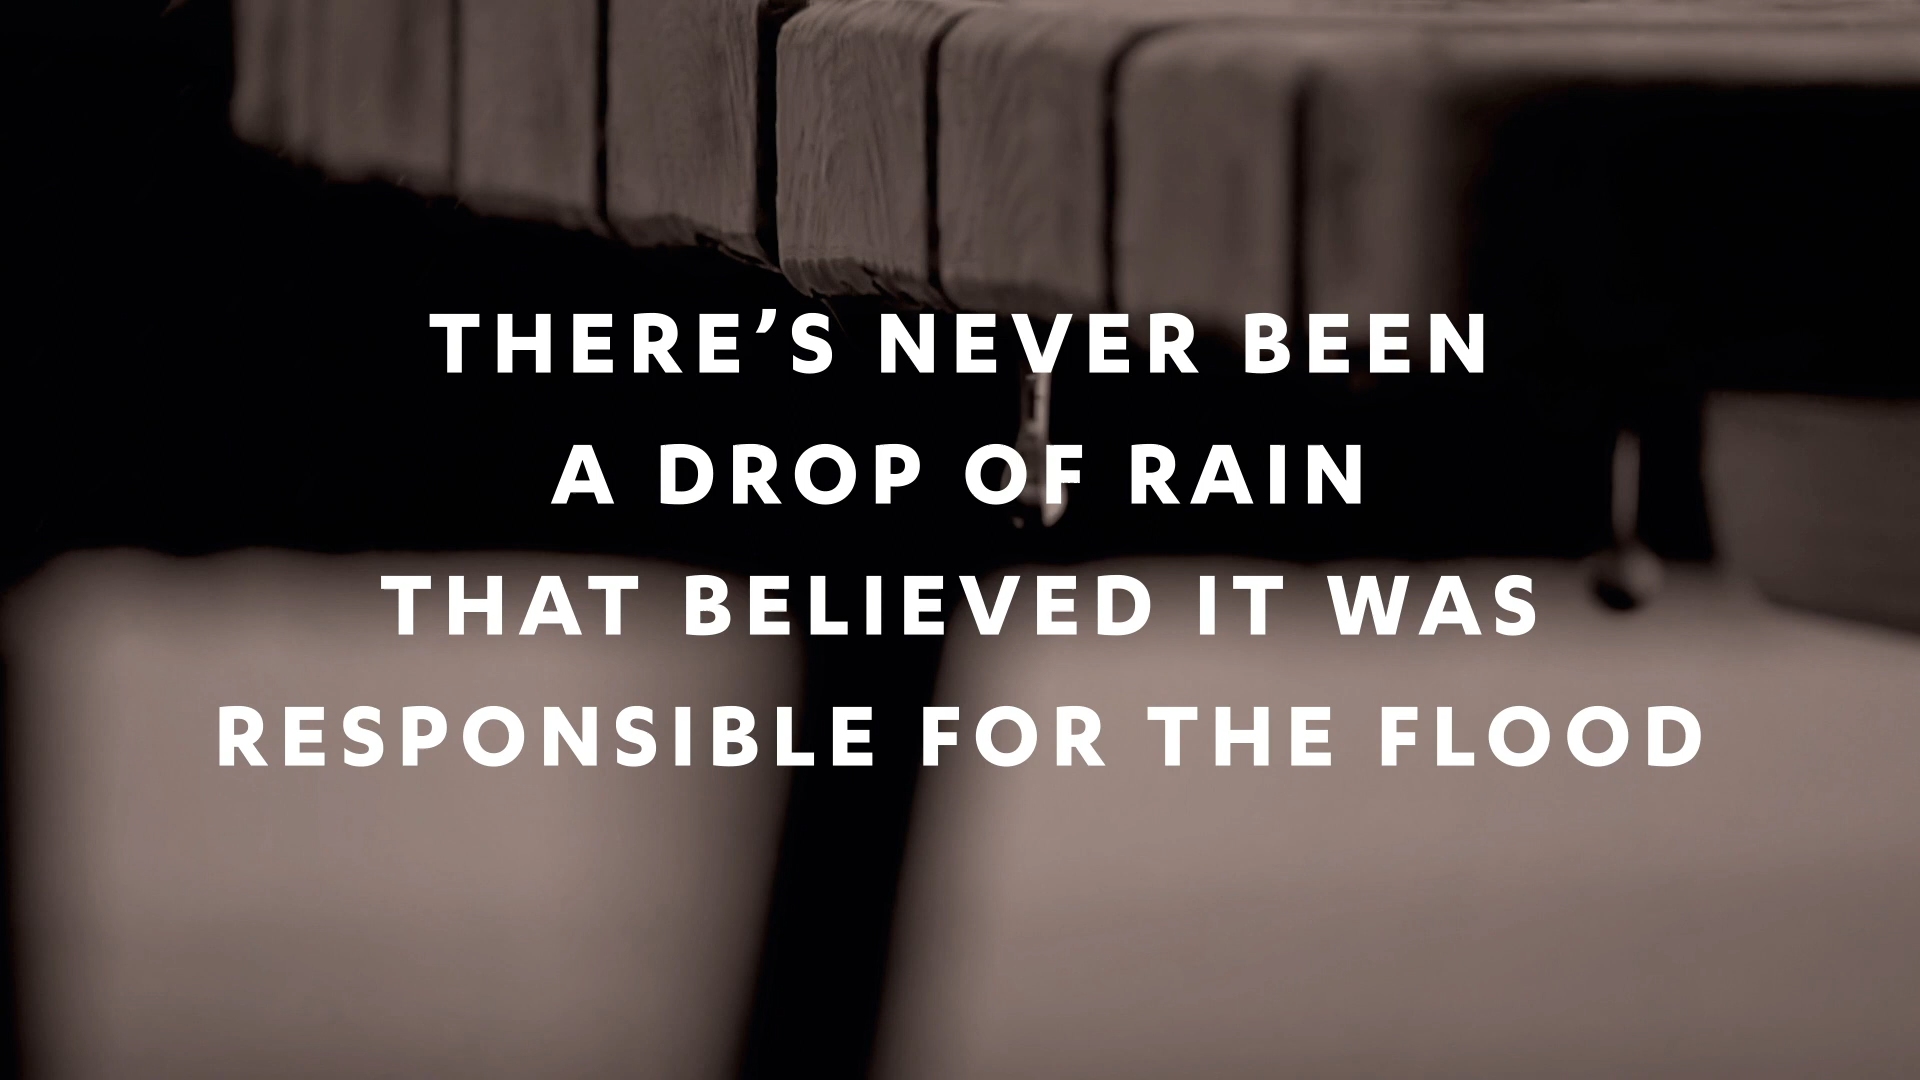 THERE’S NEVER BEEN
A DROP OF RAIN
THAT BELIEVED IT WAS
RESPONSIBLE FOR THE FLOOD